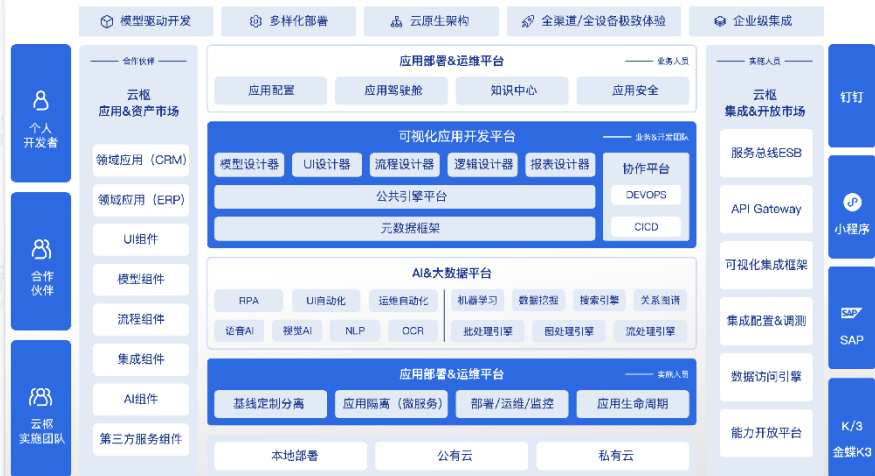 模型驱动开发
多样化部署
云原生架构
全渠道/全设备极致体验
企业级集成
个人
开发者
合作
伙伴
云枢
实施团队
合作伙伴
云枢
应用&资产市场
领域应用（CRM）
领域应用（ERP）
UI组件
模型组件
流程组件
集成组件
AI组件
第三方服务组件
应用部署&运维平台
业务人员
应用配置
应用驾驶舱
知识中心
应用安全
可视化应用开发平台
业务&开发团队
模型设计器
UI设计器
流程设计器
逻辑设计器
报表设计器
公共引擎平台
元数据框架
协作平台
DEVOPS
CICD
AI&大数据平台
RPA
UI自动化
运维自动化
机器学习
数据挖掘
搜索引擎
关系图谱
语音AI
视觉AI
NLP
OCR
批处理引擎
图处理引擎
流处理引擎
应用部署&运维平台
实施人员
基线定制分离
应用隔离（微服务）
部署/运维/监控
应用生命周期
本地部署
公有云
私有云
实施人员
云枢
集成&开放市场
服务总线ESB
API Gateway
可视化集成框架
集成配置&调测
数据访问引擎
能力开放平台
钉钉
小程序
SAP
SAP
K/3
金蝶K3